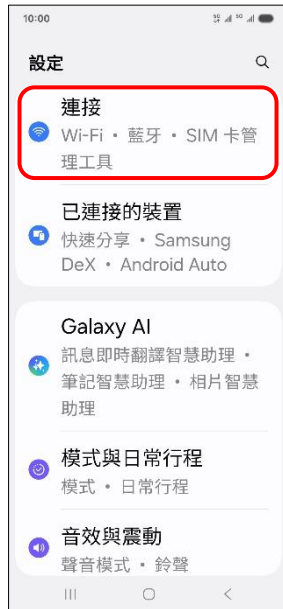 10:00
設定
連接
Wi-Fi • 藍牙 • SIM 卡管
理工具
已連接的裝置
快速分享 • Samsung
DeX • Android Auto
Galaxy AI
訊息即時翻譯智慧助理 •
筆記智慧助理 • 相片智慧
助理
模式與日常行程
模式 • 日常行程
音效與震動
聲音模式 • 鈴聲